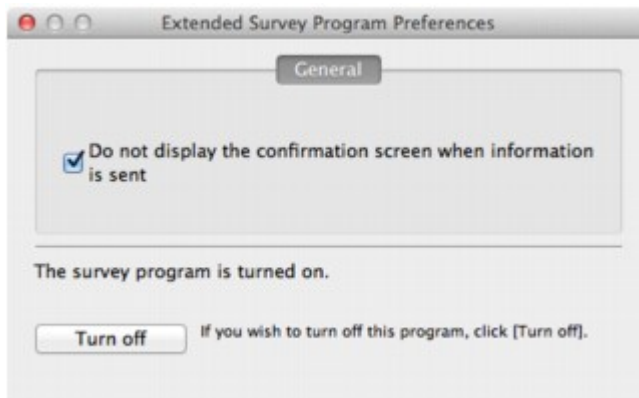 Extended Survey Program Preferences
General
Do not display the confirmation screen when information
is sent
The survey program is turned on.
Turn off
If you wish to turn off this program, click [Turn off].